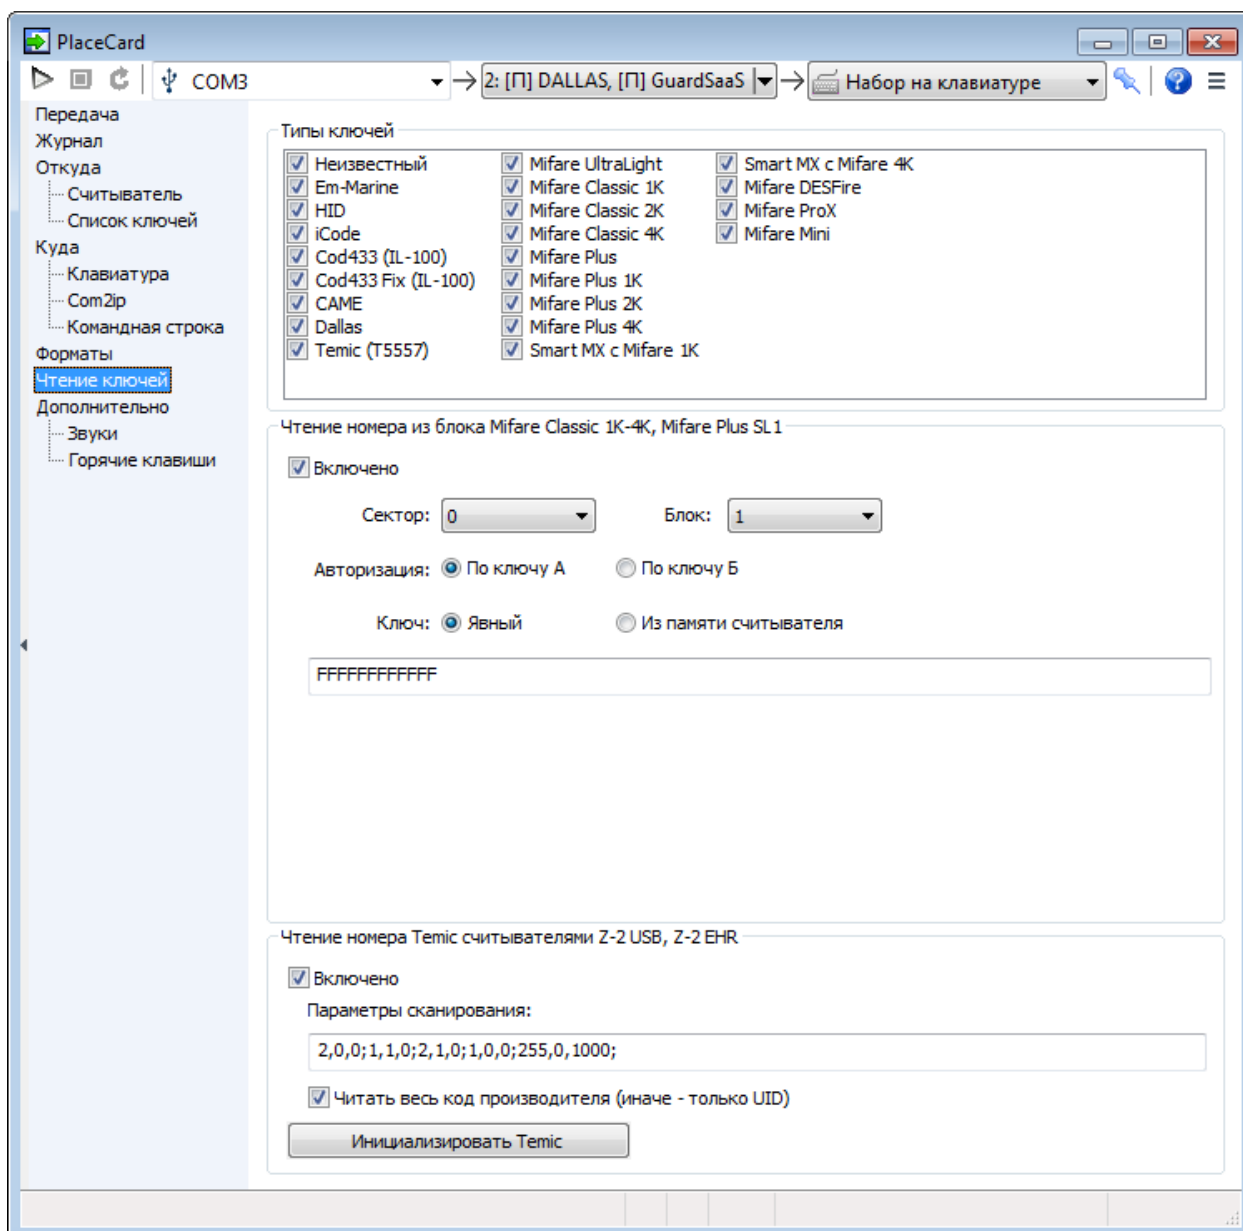 PlaceCard
COM3
2: [П] DALLAS, [П] GuardSaaS
Набор на клавиатуре
Передача
Журнал
Откуда
Считыватель
Список ключей
Куда
Клавиатура
Com2ip
Командная строка
Форматы
Чтение ключей
Дополнительно
Звуки
Горячие клавиши
Типы ключей
Неизвестный
Em-Marine
HID
iCode
Cod433 (IL-100)
Cod433 Fix (IL-100)
CAME
Dallas
Temic (T5557)
Mifare UltraLight
Mifare Classic 1K
Mifare Classic 2K
Mifare Classic 4K
Mifare Plus
Mifare Plus 1K
Mifare Plus 2K
Mifare Plus 4K
Smart MX с Mifare 1K
Smart MX с Mifare 4K
Mifare DESFire
Mifare ProX
Mifare Mini
Чтение номера из блока Mifare Classic 1K-4K, Mifare Plus SL1
Включено
Сектор: 0 Блок: 1
Авторизация: По ключу А По ключу Б
Ключ: Явный Из памяти считывателя
FFFFFFFFFFFF
Чтение номера Temic считывателями Z-2 USB, Z-2 EHR
Включено
Параметры сканирования:
2,0,0;1,1,0;2,1,0;1,0,0;255,0,1000;
Читать весь код производителя (иначе - только UID)
Инициализировать Temic